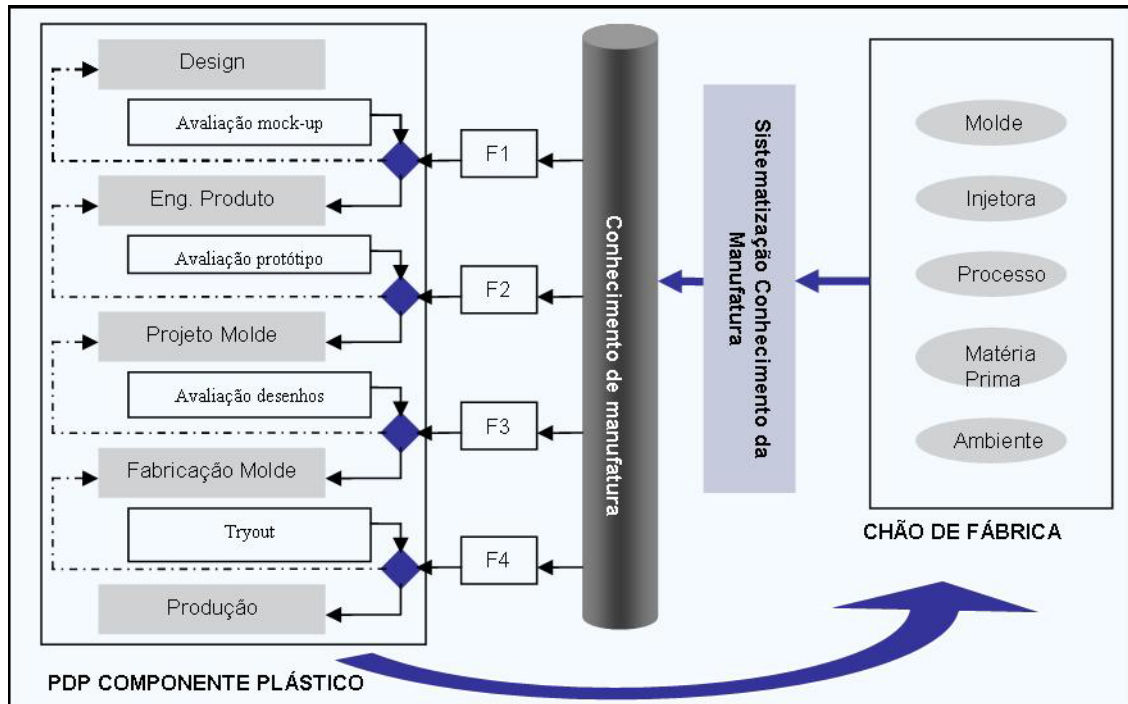 Design
Avaliação mock-up
Eng. Produto
Avaliação protótipo
Projeto Molde
Avaliação desenhos
Fabricação Molde
Tryout
Produção
PDP COMPONENTE PLÁSTICO
F1
F2
F3
F4
Conhecimento de manufatura
Sistematização Conhecimento da
Manufatura
Molde
Injetora
Processo
Matéria
Prima
Ambiente
CHÃO DE FÁBRICA